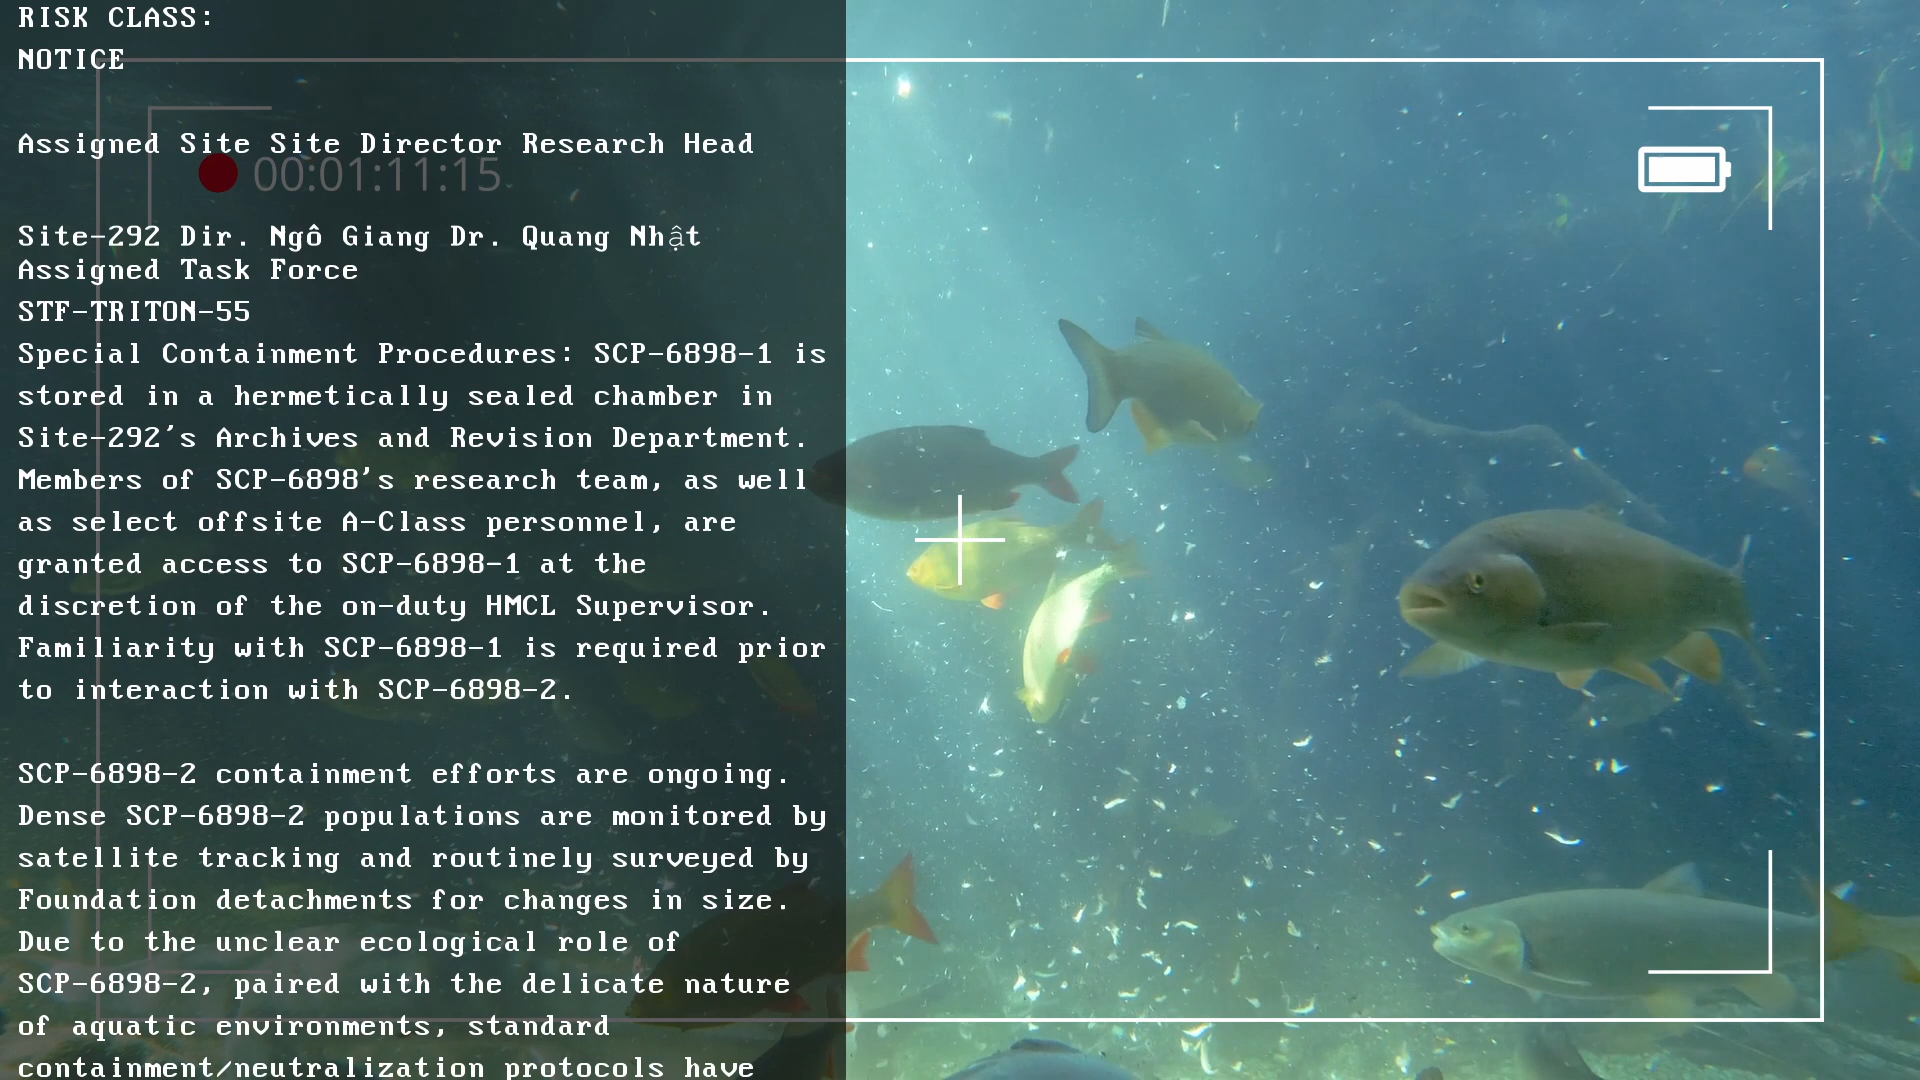 RISK CLASS:
NOTICE
Assigned Site Site Director Research Head
00:01:11:15
Site-292 Dir. Ngô Giang Dr. Quang Nhật
Assigned Task Force
STF-TRITON-55
Special Containment Procedures: SCP-6898-1 is
stored in a hermetically sealed chamber in
Site-292’s Archives and Revision Department.
Members of SCP-6898’s research team, as well
as select offsite A-Class personnel, are
granted access to SCP-6898-1 at the
discretion of the on-duty HMCL Supervisor.
Familiarity with SCP-6898-1 is required prior
to interaction with SCP-6898-2.
SCP-6898-2 containment efforts are ongoing.
Dense SCP-6898-2 populations are monitored by
satellite tracking and routinely surveyed by
Foundation detachments for changes in size.
Due to the unclear ecological role of
SCP-6898-2, paired with the delicate nature
of aquatic environments, standard
containment/neutralization protocols have